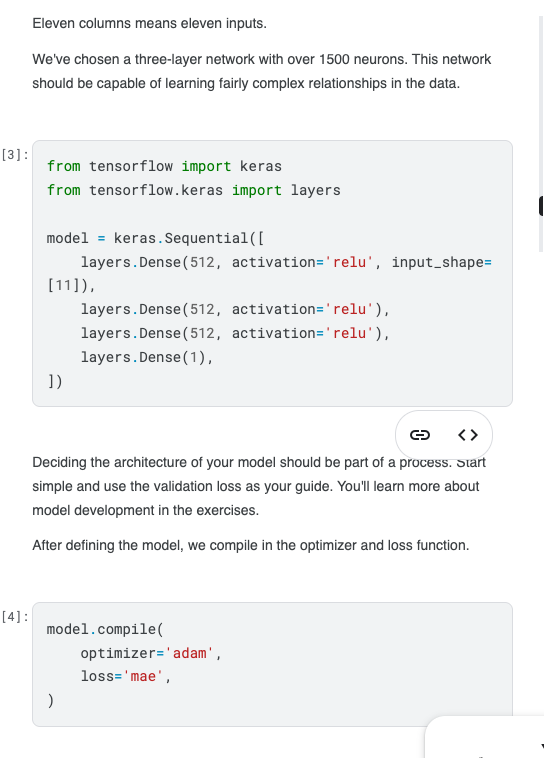 Eleven columns means eleven inputs.
We've chosen a three-layer network with over 1500 neurons. This network
should be capable of learning fairly complex relationships in the data.
[3]:
from tensorflow import keras
from tensorflow.keras import layers
model = keras.Sequential([
    layers.Dense(512, activation='relu', input_shape=
[11]),
    layers.Dense(512, activation='relu'),
    layers.Dense(512, activation='relu'),
    layers.Dense(1),
])
Deciding the architecture of your model should be part of a process. Start
simple and use the validation loss as your guide. You'll learn more about
model development in the exercises.
After defining the model, we compile in the optimizer and loss function.
[4]:
model.compile(
    optimizer='adam',
    loss='mae',
)